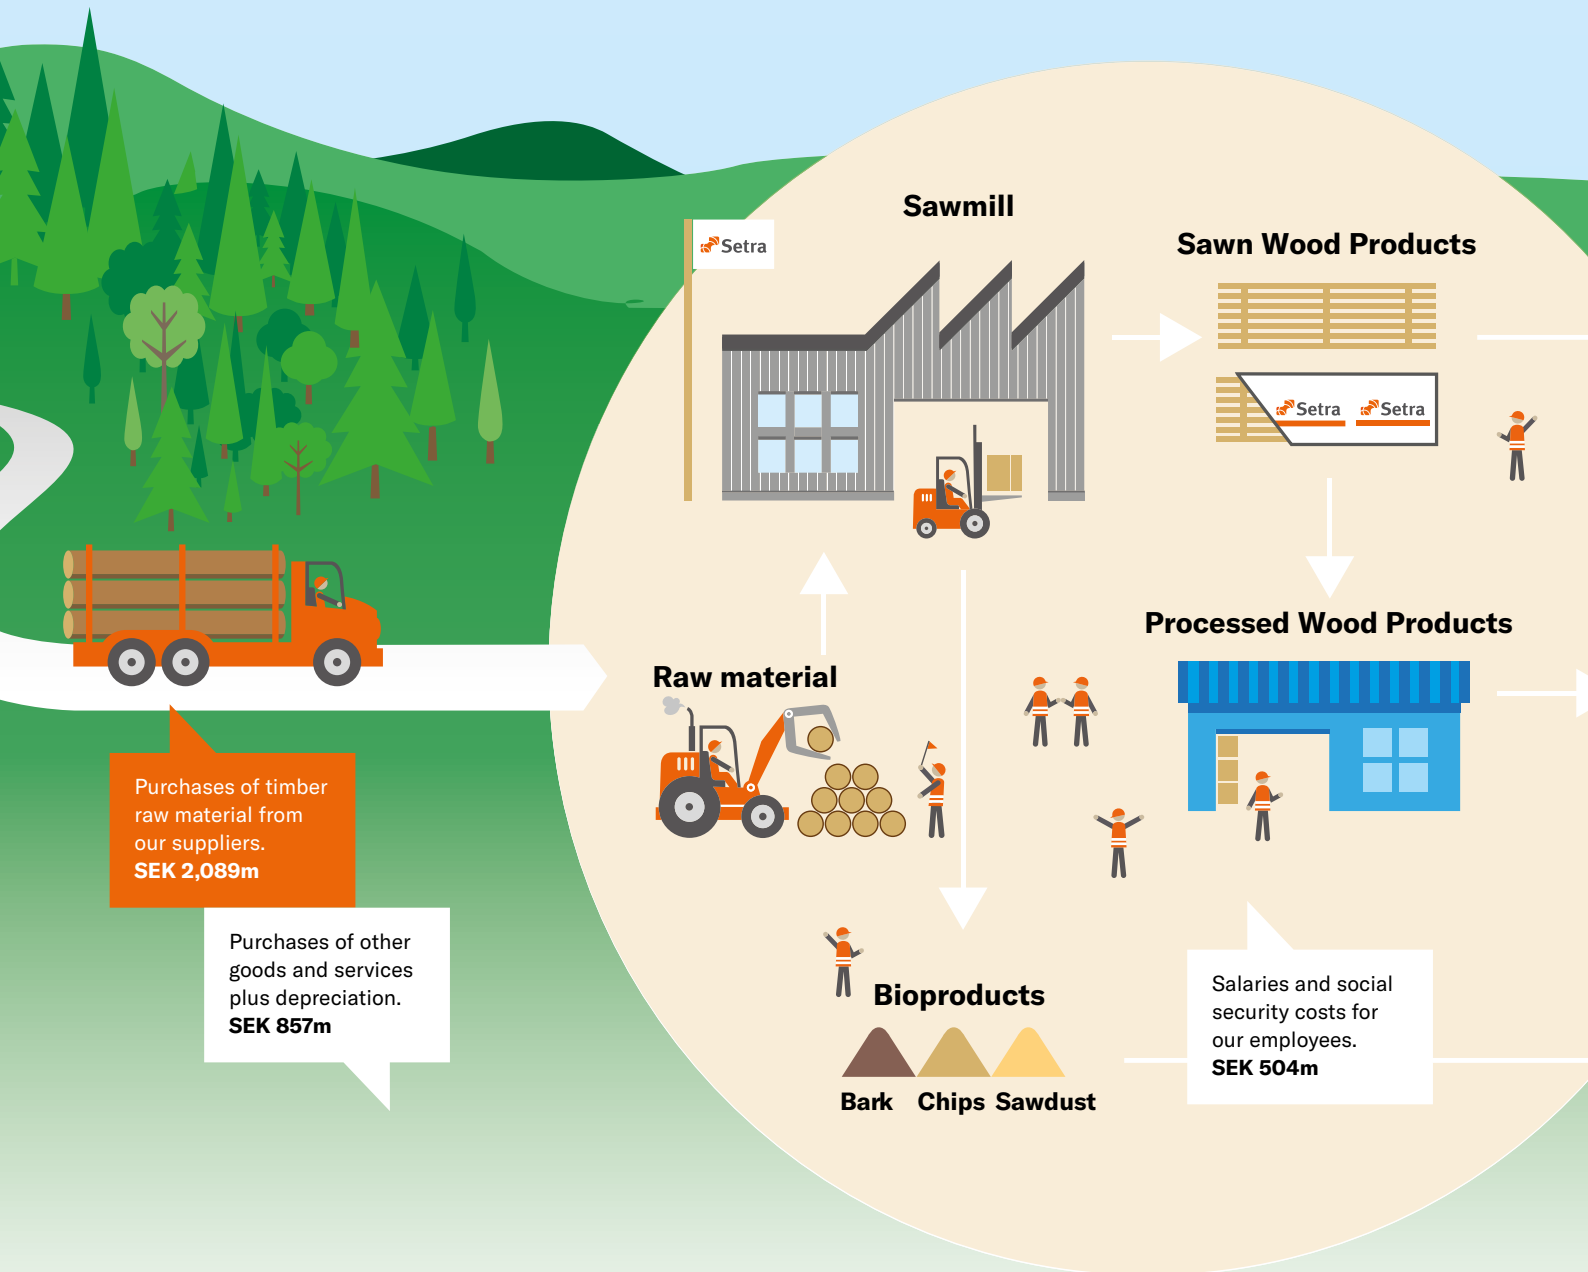 Sawmill
Setra
Sawn Wood Products
Setra Setra
Processed Wood Products
Raw material
Purchases of timber
raw material from
our suppliers.
SEK 2,089m
Purchases of other
goods and services
plus depreciation.
SEK 857m
Bioproducts
Bark Chips Sawdust
Salaries and social
security costs for
our employees.
SEK 504m